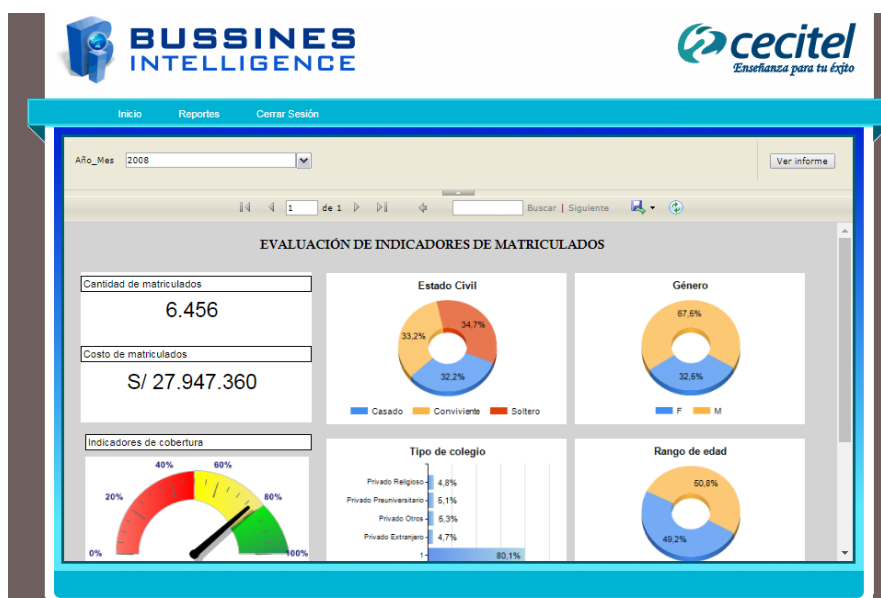 BUSSINES
INTELLIGENCE
cecitel
Enseñanza para tu éxito
Inicio Reportes Cerrar Sesión
Año_Mes 2008 Ver informe
1 de 1 Buscar | Siguiente
EVALUACIÓN DE INDICADORES DE MATRICULADOS
Cantidad de matriculados
6.456
Costo de matriculados
S/ 27.947.360
Estado Civil
34,7%
33,2%
32,2%
Casado Conviviente Soltero
Género
67,5%
32,5%
F M
Indicadores de cobertura
40% 60%
20% 80%
0% 100%
Tipo de colegio
Privado Religioso 4,8%
Privado Preuniversitario 5,1%
Privado Otros 5,3%
Privado Extranjero 4,7%
1 80,1%
Rango de edad
50,8%
49,2%